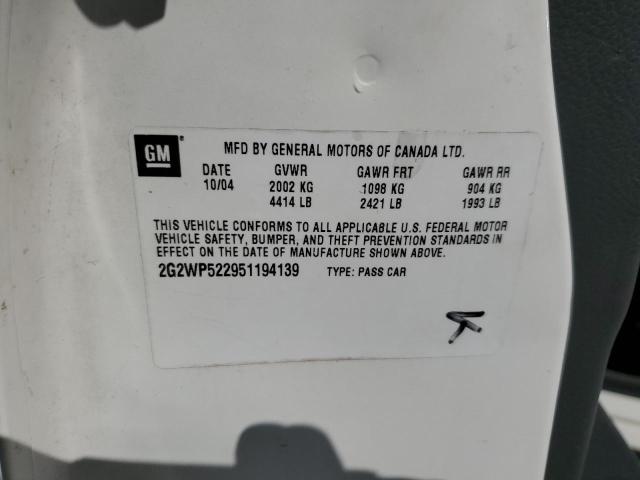 GM
MFD BY GENERAL MOTORS OF CANADA LTD.
DATE GVWR GAWR FRT GAWR RR
10/04 2002 KG 1098 KG 904 KG
4414 LB 2421 LB 1993 LB
THIS VEHICLE CONFORMS TO ALL APPLICABLE U.S. FEDERAL MOTOR
VEHICLE SAFETY, BUMPER, AND THEFT PREVENTION STANDARDS IN
EFFECT ON THE DATE OF MANUFACTURE SHOWN ABOVE.
2G2WP522951194139 TYPE: PASS CAR